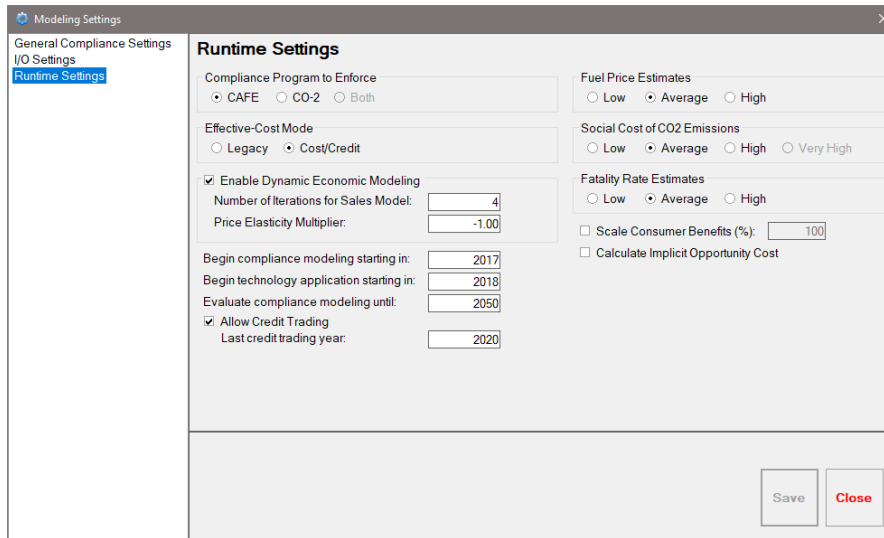 Modeling Settings
General Compliance Settings
I/O Settings
Runtime Settings
Runtime Settings
Compliance Program to Enforce
CAFE CO-2 Both
Effective-Cost Mode
Legacy Cost/Credit
Enable Dynamic Economic Modeling
Number of Iterations for Sales Model: 4
Price Elasticity Multiplier: -1.00
Begin compliance modeling starting in: 2017
Begin technology application starting in: 2018
Evaluate compliance modeling until: 2050
Allow Credit Trading
Last credit trading year: 2020
Fuel Price Estimates
Low Average High
Social Cost of CO2 Emissions
Low Average High Very High
Fatality Rate Estimates
Low Average High
Scale Consumer Benefits (%): 100
Calculate Implicit Opportunity Cost
Save Close